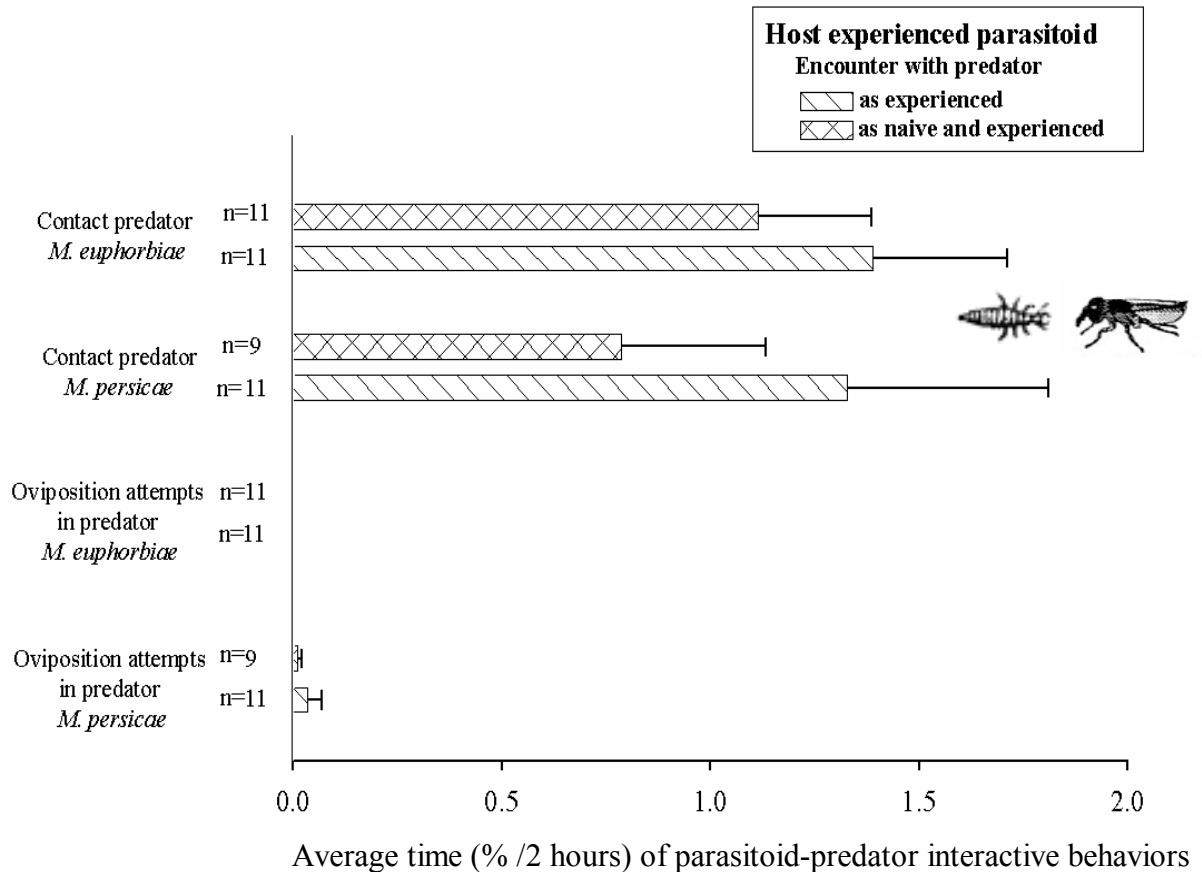 Host experienced parasitoid
Encounter with predator
as experienced
as naive and experienced
Contact predator
M. euphorbiae
n=11
n=11
Contact predator
M. persicae
n=9
n=11
Oviposition attempts
in predator
M. euphorbiae
n=11
n=11
Oviposition attempts
in predator
M. persicae
n=9
n=11
0.0 0.5 1.0 1.5 2.0
Average time (% /2 hours) of parasitoid-predator interactive behaviors